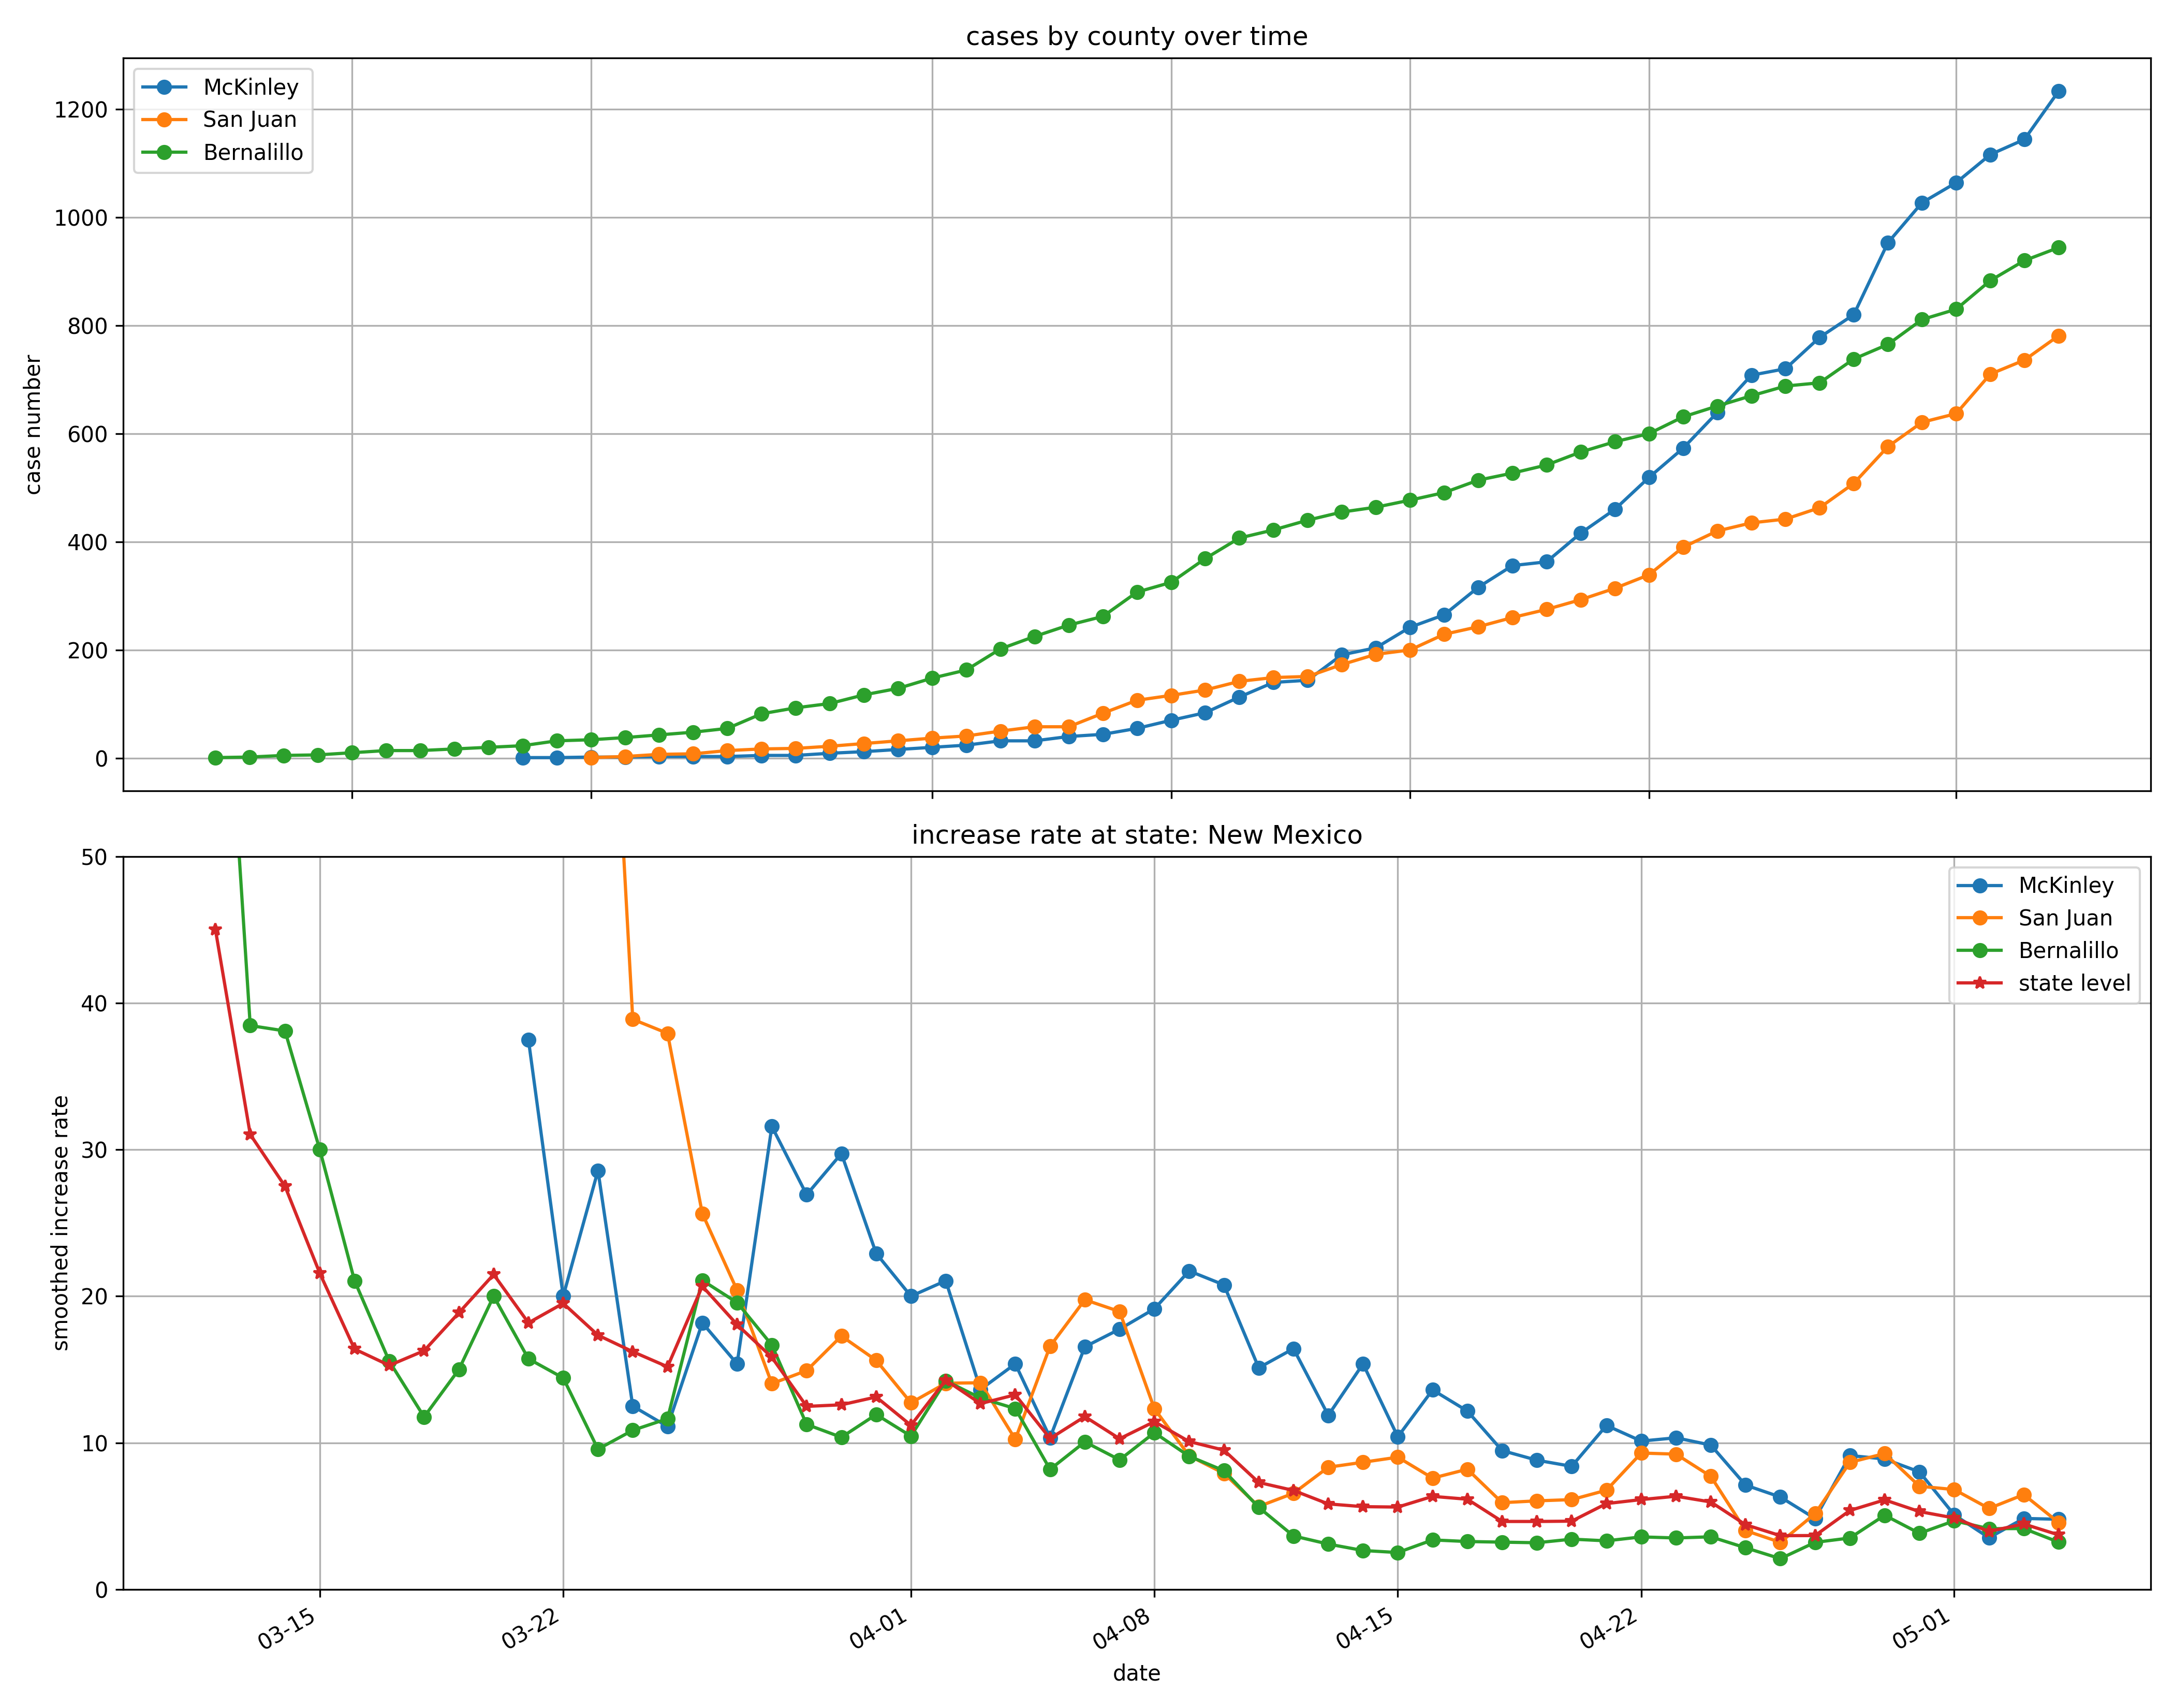 cases by county over time
McKinley
San Juan
Bernalillo
1200
1000
800
600
400
200
0
case number
increase rate at state: New Mexico
McKinley
San Juan
Bernalillo
state level
50
40
30
20
10
0
smoothed increase rate
03-15
03-22
04-01
04-08
04-15
04-22
05-01
date